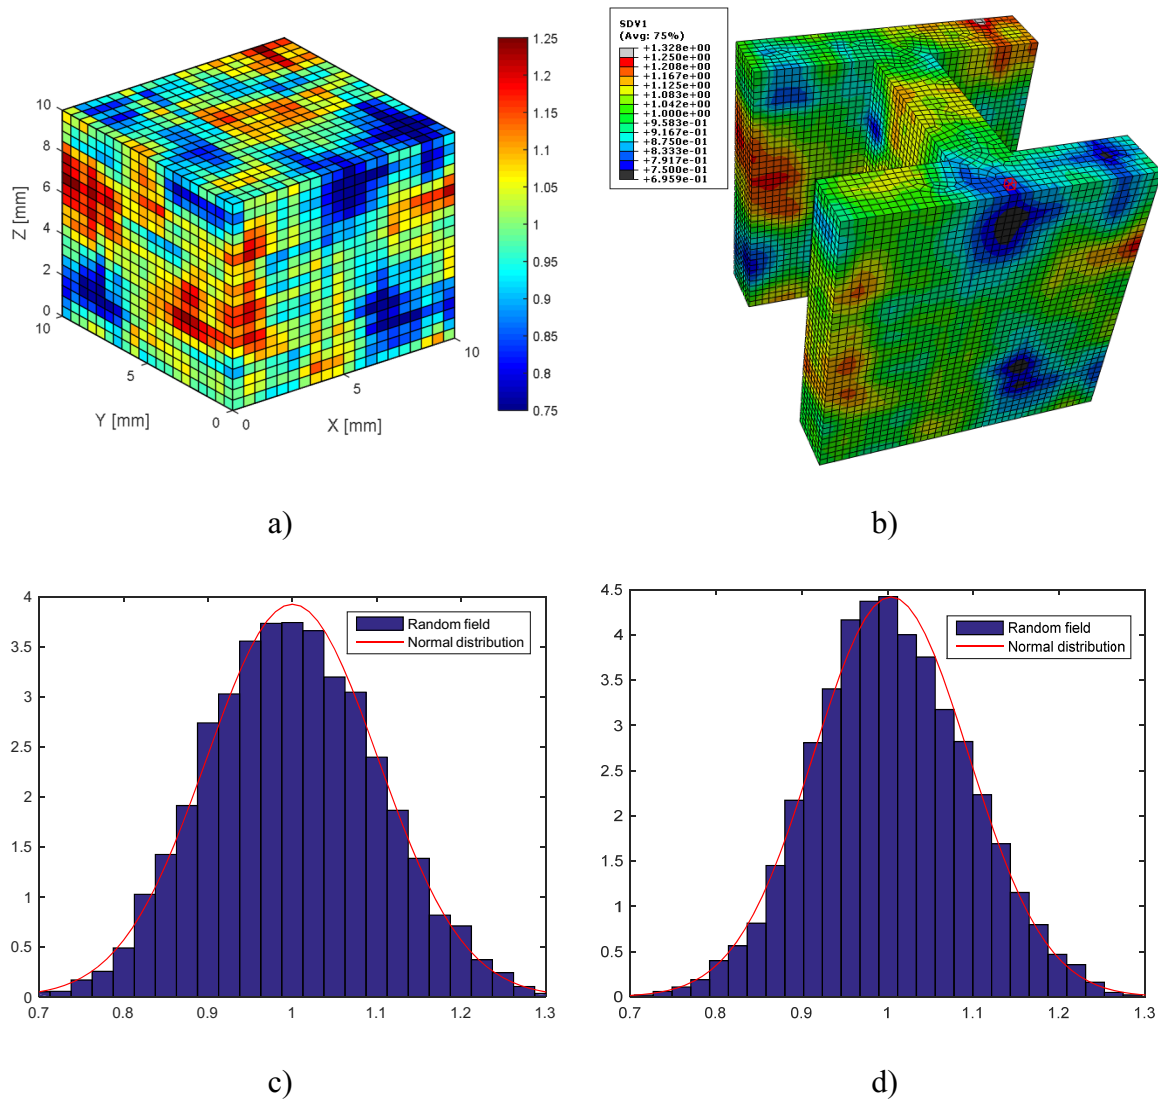 10
8
6
4
2
0
10
5
0
0
5
10
Z [mm]
Y [mm]
X [mm]
1.25
1.2
1.15
1.1
1.05
1
0.95
0.9
0.85
0.8
0.75
SDV1
(Avg: 75%)
+1.328e+00
+1.250e+00
+1.208e+00
+1.167e+00
+1.125e+00
+1.083e+00
+1.042e+00
+1.000e+00
+9.583e-01
+9.167e-01
+8.750e-01
+8.333e-01
+7.917e-01
+7.500e-01
+6.959e-01
a)
b)
4
3.5
3
2.5
2
1.5
1
0.5
0
0.7 0.8 0.9 1 1.1 1.2 1.3
Random field
Normal distribution
4.5
4
3.5
3
2.5
2
1.5
1
0.5
0
0.7 0.8 0.9 1 1.1 1.2 1.3
Random field
Normal distribution
c)
d)